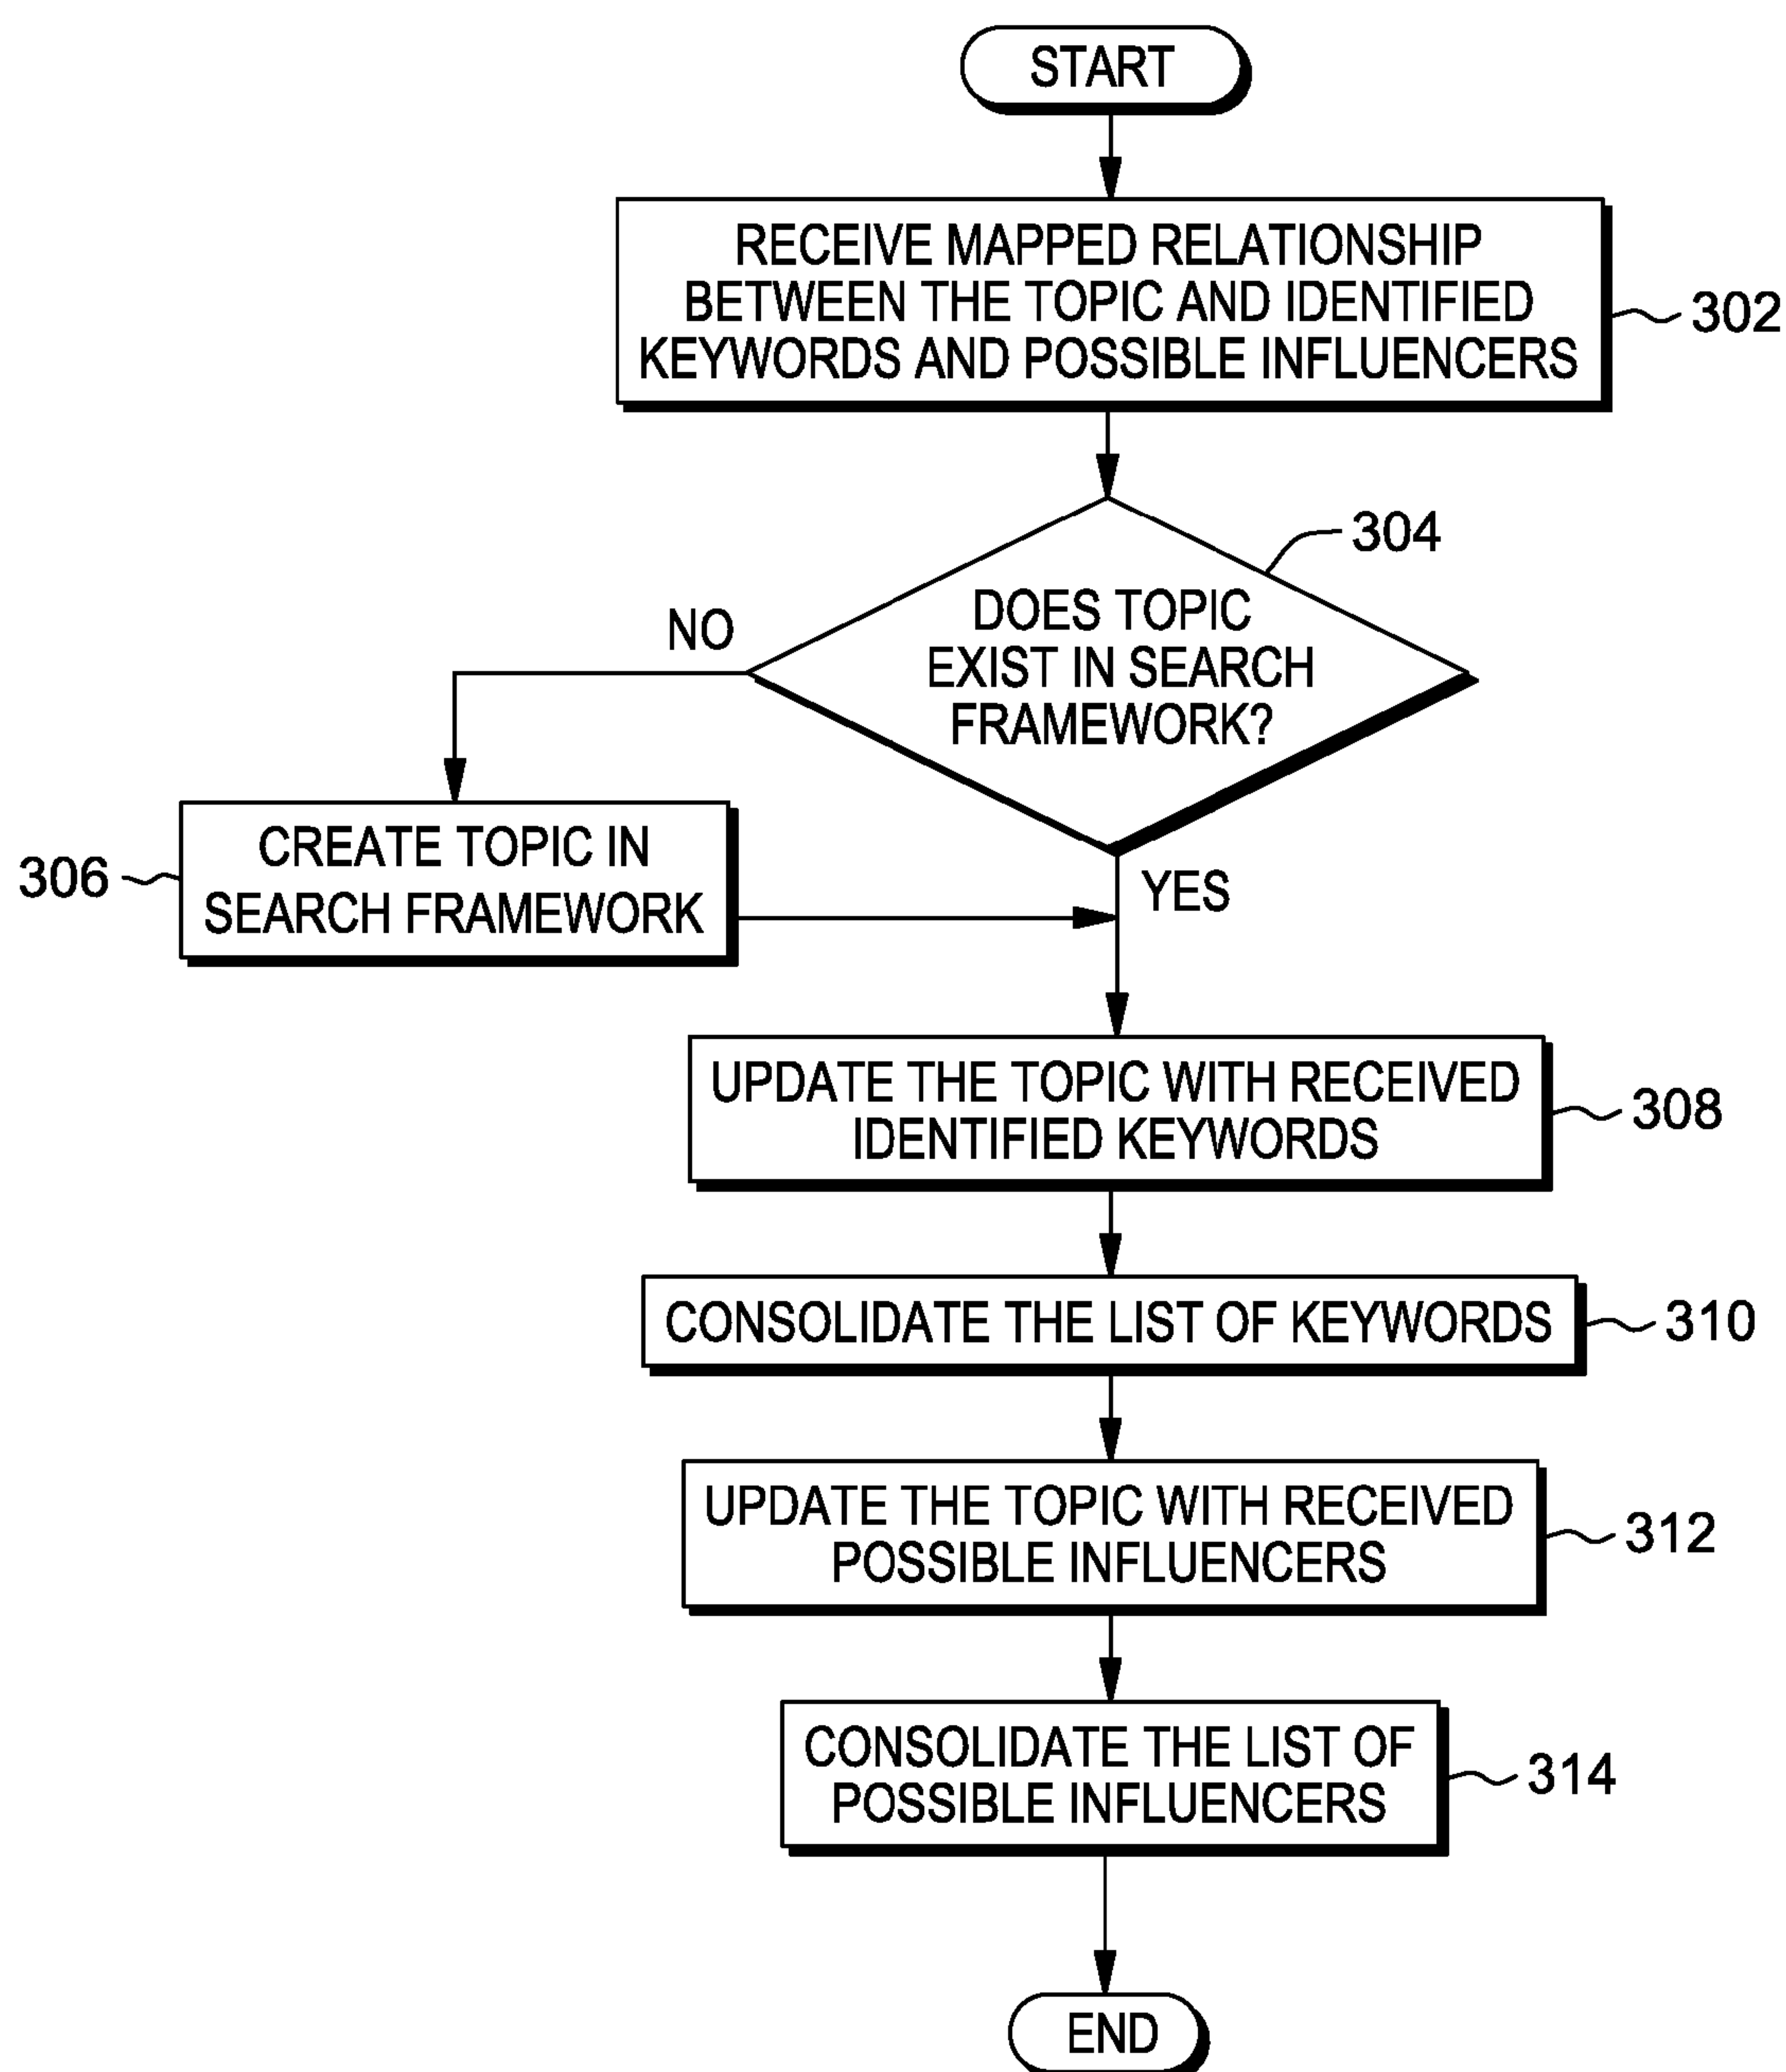 START
RECEIVE MAPPED RELATIONSHIP
BETWEEN THE TOPIC AND IDENTIFIED
KEYWORDS AND POSSIBLE INFLUENCERS
302
304
DOES TOPIC
EXIST IN SEARCH
FRAMEWORK?
NO
CREATE TOPIC IN
SEARCH FRAMEWORK
306
YES
UPDATE THE TOPIC WITH RECEIVED
IDENTIFIED KEYWORDS
308
CONSOLIDATE THE LIST OF KEYWORDS
310
UPDATE THE TOPIC WITH RECEIVED
POSSIBLE INFLUENCERS
312
CONSOLIDATE THE LIST OF
POSSIBLE INFLUENCERS
314
END